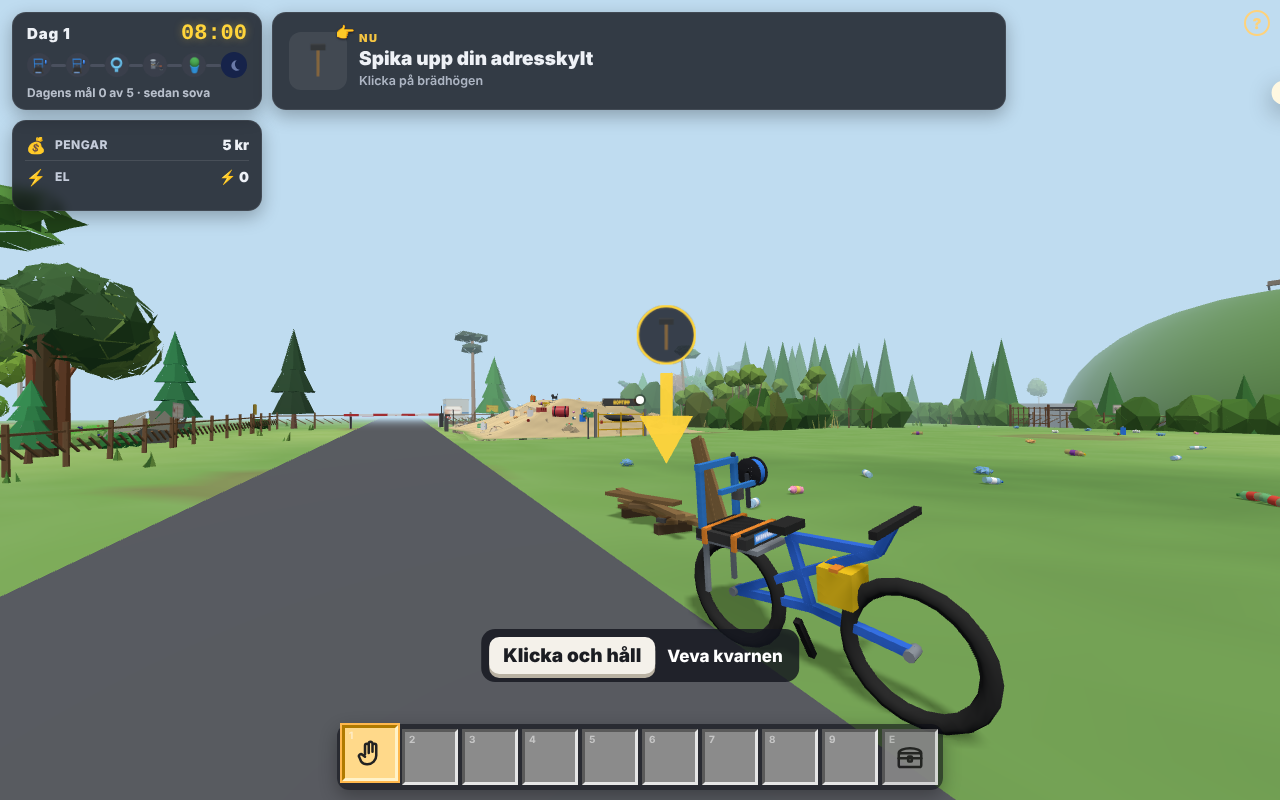 Dag 1
08:00
Dagens mål 0 av 5 · sedan sova
PENGAR
5 kr
EL
0
NU
Spika upp din adresskylt
Klicka på brädhögen
Klicka och håll
Veva kvarnen
1
2
3
4
5
6
7
8
9
E